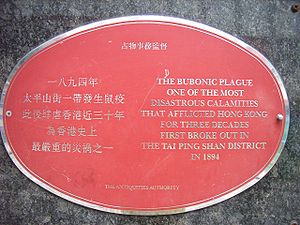 古物事務監督
一八九四年
太平山街一帶發生鼠疫
此後肆虐香港近三十年
為香港史上
最嚴重的災禍之一
THE BUBONIC PLAGUE
ONE OF THE MOST
DISASTROUS CALAMITIES
THAT AFFLICTED HONG KONG
FOR THREE DECADES
FIRST BROKE OUT IN
THE TAI PING SHAN DISTRICT
IN 1894
THE ANTIQUITIES AUTHORITY